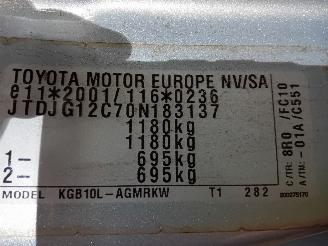 TOYOTA MOTOR EUROPE NV/SA
e11*2001/116*0236
JTDJG12C70N183137
1180kg
1180kg
1- 695kg
2- 695kg
MODEL KGB10L-AGMRKW T1 282
C/TR: 8R0 /FC10
A/TN: -01A/C551